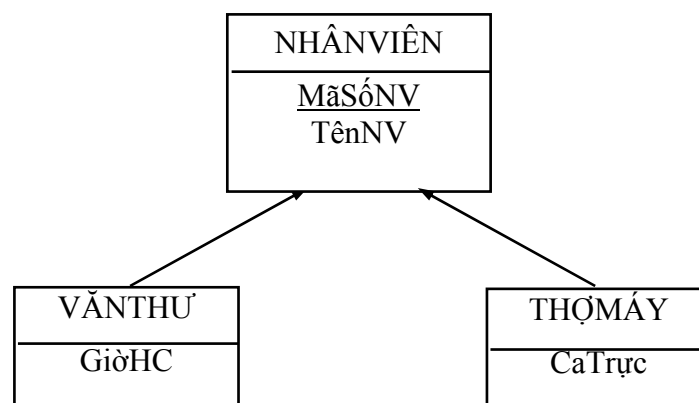 NHÂNVIÊN
MãSốNV
TênNV
VĂNTHƯ
GiờHC
THỢMÁY
CaTrực